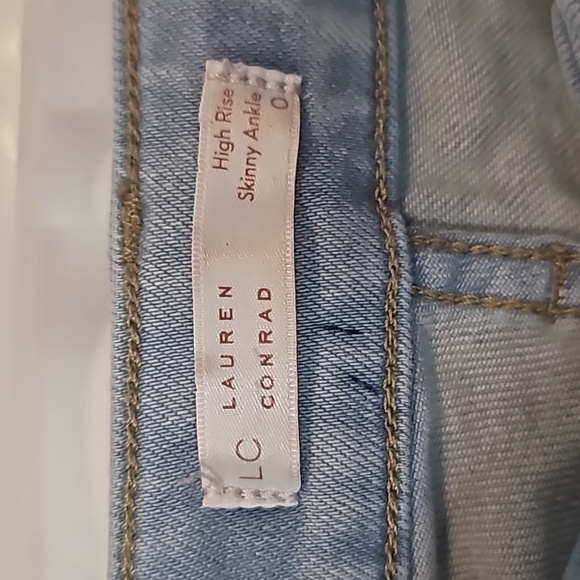 LC LAUREN
CONRAD
High Rise
Skinny Ankle
0